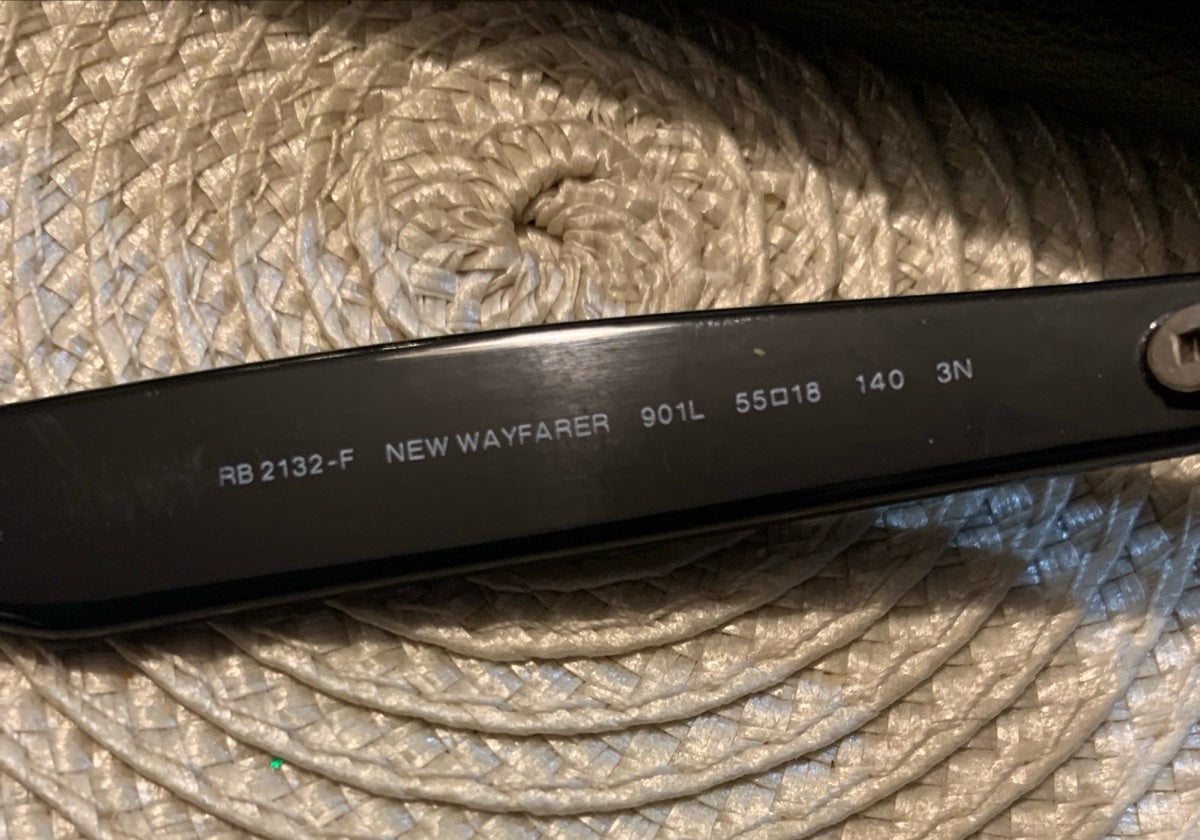 RB 2132-F NEW WAYFARER 901L 55□18 140 3N